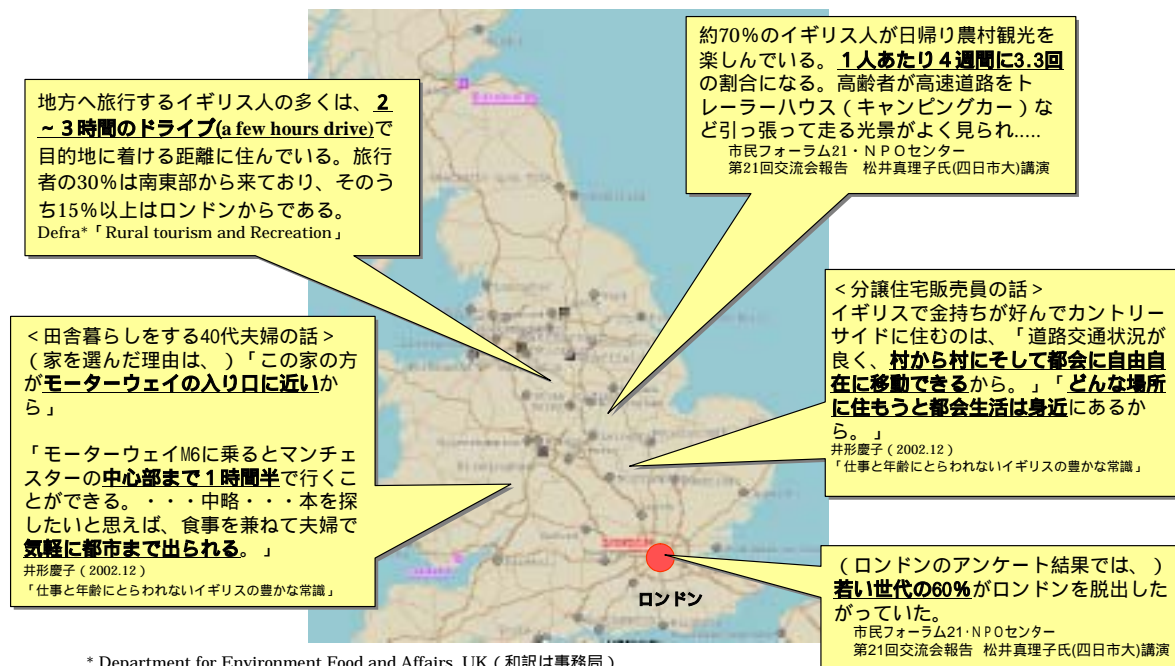 約70％のイギリス人が日帰り農村観光を
楽しんでいる。１人あたり４週間に3.3回
の割合になる。高齢者が高速道路をト
レーラーハウス（キャンピングカー）な
ど引っ張って走る光景がよく見られ.....
市民フォーラム21・ＮＰＯセンター
第21回交流会報告　松井真理子氏(四日市大)講演
地方へ旅行するイギリス人の多くは、２
～３時間のドライブ(a few hours drive)で
目的地に着ける距離に住んでいる。旅行
者の30％は南東部から来ており、そのう
ち15％以上はロンドンからである。
Defra*「Rural tourism and Recreation」
＜分譲住宅販売員の話＞
イギリスで金持ちが好んでカントリー
サイドに住むのは、「道路交通状況が
良く、村から村にそして都会に自由自
在に移動できるから。」「どんな場所
に住もうと都会生活は身近にあるか
ら。」
井形慶子（2002.12）
「仕事と年齢にとらわれないイギリスの豊かな常識」
＜田舎暮らしをする40代夫婦の話＞
（家を選んだ理由は、）「この家の方
がモーターウェイの入り口に近いか
ら」
「モーターウェイM6に乗るとマンチェ
スターの中心部まで１時間半で行くこ
とができる。・・・中略・・・本を探
したいと思えば、食事を兼ねて夫婦で
気軽に都市まで出られる。」
井形慶子（2002.12）
「仕事と年齢にとらわれないイギリスの豊かな常識」
ロンドン
（ロンドンのアンケート結果では、）
若い世代の60％がロンドンを脱出した
がっていた。
市民フォーラム21・ＮＰＯセンター
第21回交流会報告　松井真理子氏(四日市大)講演
* Department for Environment Food and Affairs, UK（和訳は事務局）